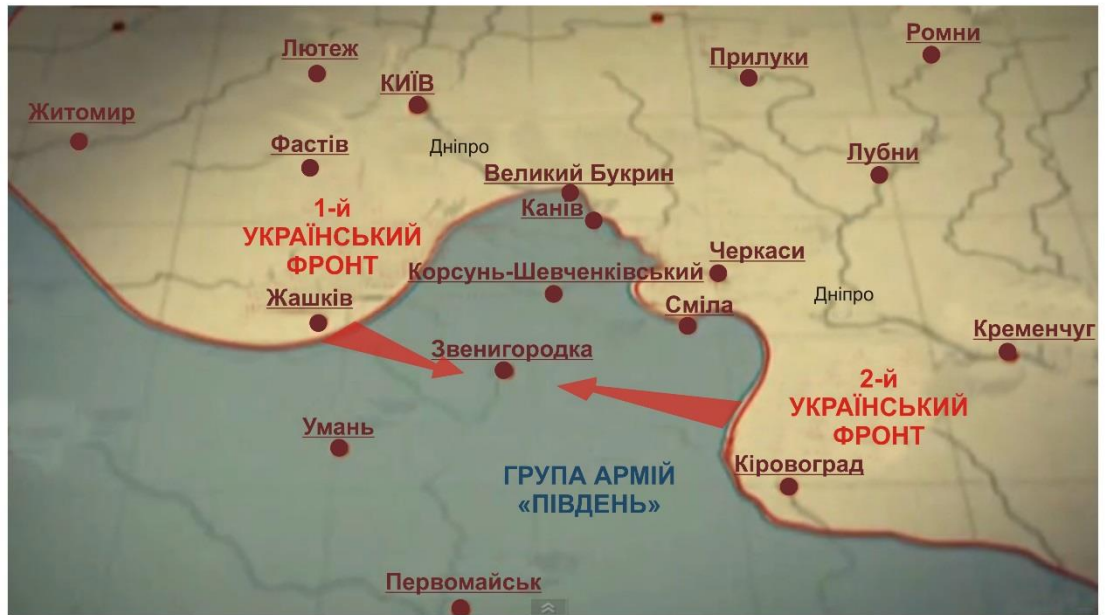 Ромни
Лютеж
Прилуки
КИЇВ
Житомир
Фастів
Дніпро
Лубни
Великий Букрин
1-й
УКРАЇНСЬКИЙ
ФРОНТ
Канів
Черкаси
Корсунь-Шевченківський
Жашків
Дніпро
Сміла
Кременчуг
Звенигородка
2-й
УКРАЇНСЬКИЙ
ФРОНТ
Умань
Кіровоград
ГРУПА АРМІЙ
«ПІВДЕНЬ»
Первомайськ